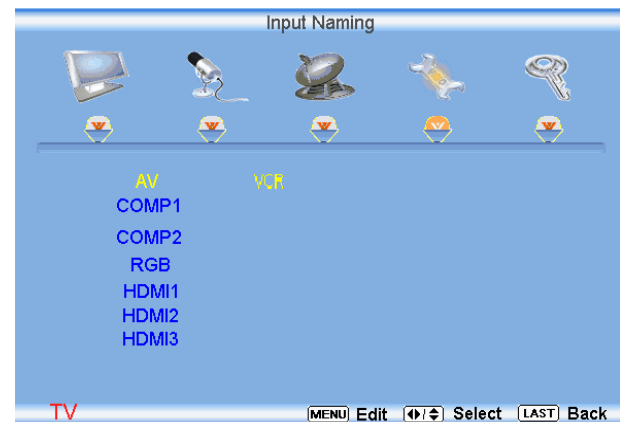 Input Naming
AV VCR
COMP1
COMP2
RGB
HDMI1
HDMI2
HDMI3
TV MENU Edit / Select LAST Back